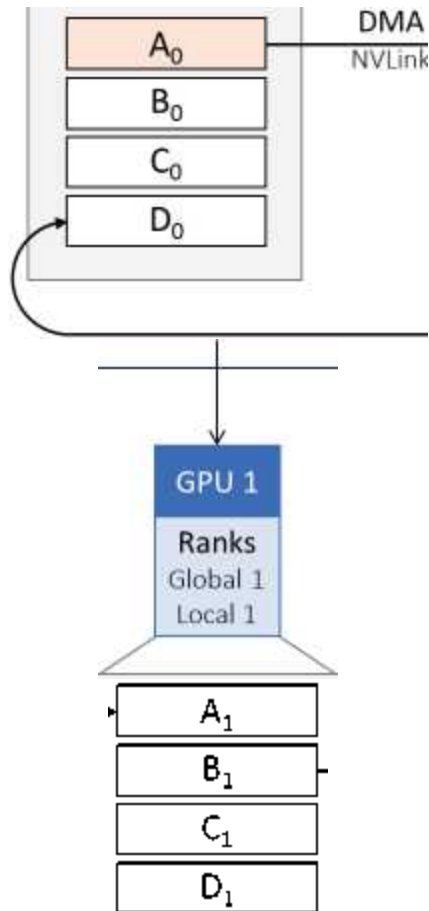 DMA
NVLink
A₀
B₀
C₀
D₀
GPU 1
Ranks
Global 1
Local 1
A₁
B₁
C₁
D₁